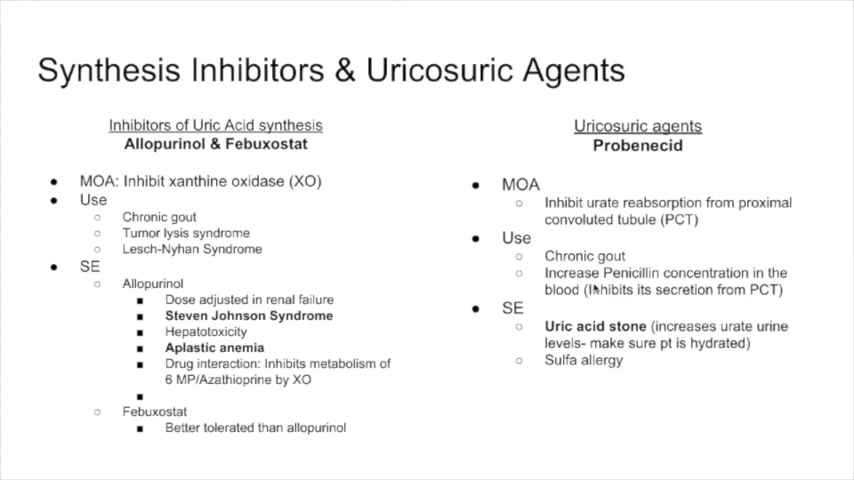 Synthesis Inhibitors & Uricosuric Agents
Inhibitors of Uric Acid synthesis
Allopurinol & Febuxostat
● MOA: Inhibit xanthine oxidase (XO)
● Use
○ Chronic gout
○ Tumor lysis syndrome
○ Lesch-Nyhan Syndrome
● SE
○ Allopurinol
■ Dose adjusted in renal failure
■ Steven Johnson Syndrome
■ Hepatotoxicity
■ Aplastic anemia
■ Drug interaction: Inhibits metabolism of
6 MP/Azathioprine by XO
■
○ Febuxostat
■ Better tolerated than allopurinol
Uricosuric agents
Probenecid
● MOA
○ Inhibit urate reabsorption from proximal
convoluted tubule (PCT)
● Use
○ Chronic gout
○ Increase Penicillin concentration in the
blood (Inhibits its secretion from PCT)
● SE
○ Uric acid stone (increases urate urine
levels- make sure pt is hydrated)
○ Sulfa allergy